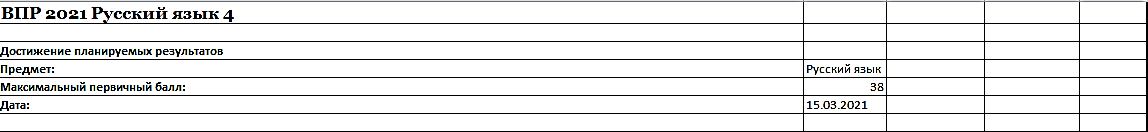 ВПР 2021 Русский язык 4
Достижение планируемых результатов
Предмет: Русский язык
Максимальный первичный балл: 38
Дата: 15.03.2021